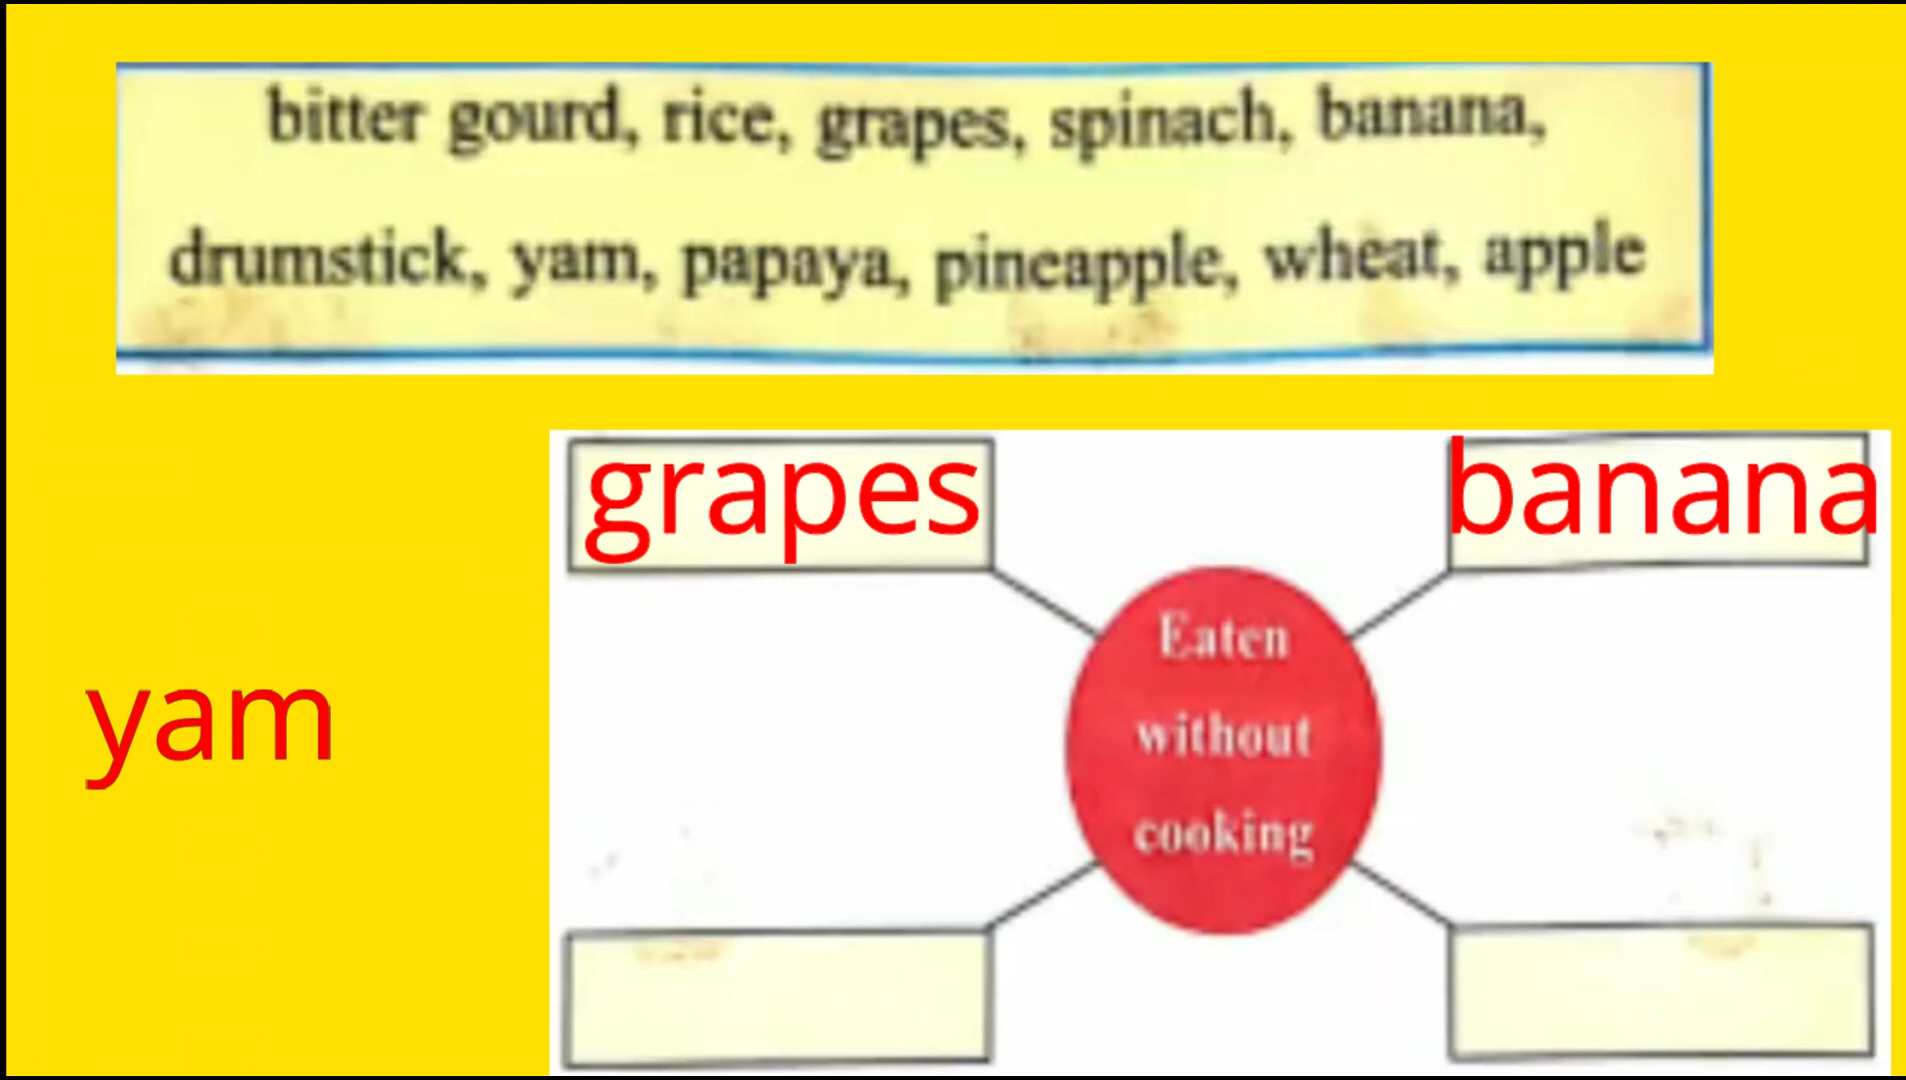 bitter gourd, rice, grapes, spinach, banana,
drumstick, yam, papaya, pineapple, wheat, apple
grapes
banana
Eaten
without
cooking
yam